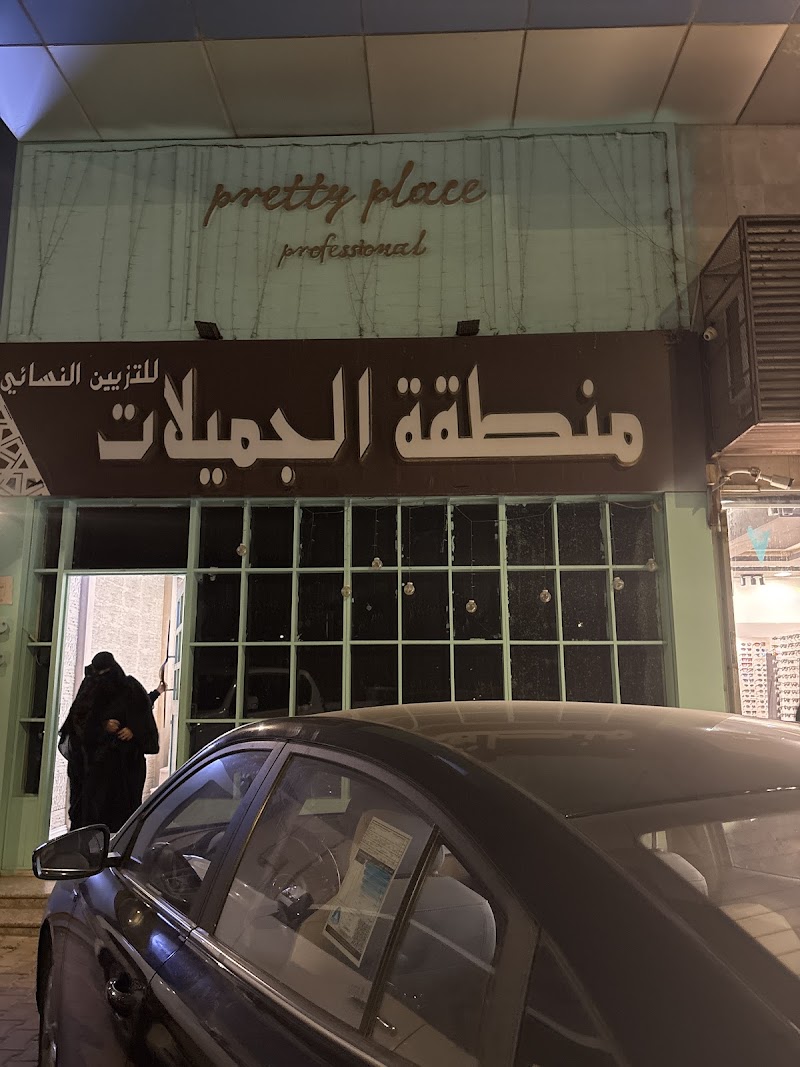 pretty place
professional
للتزيين النسائي
منطقة الجميلات